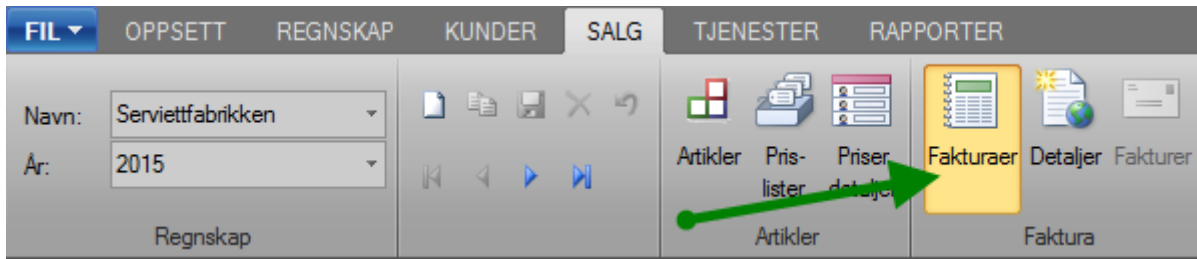 FIL OPPSETT REGNSKAP KUNDER SALG TJENESTER RAPPORTER
Navn: Serviettfabrikken
År: 2015
Regnskap
Artikler Pris- Priser Fakturaer Detaljer Fakturer
lister detaljer
Artikler Faktura